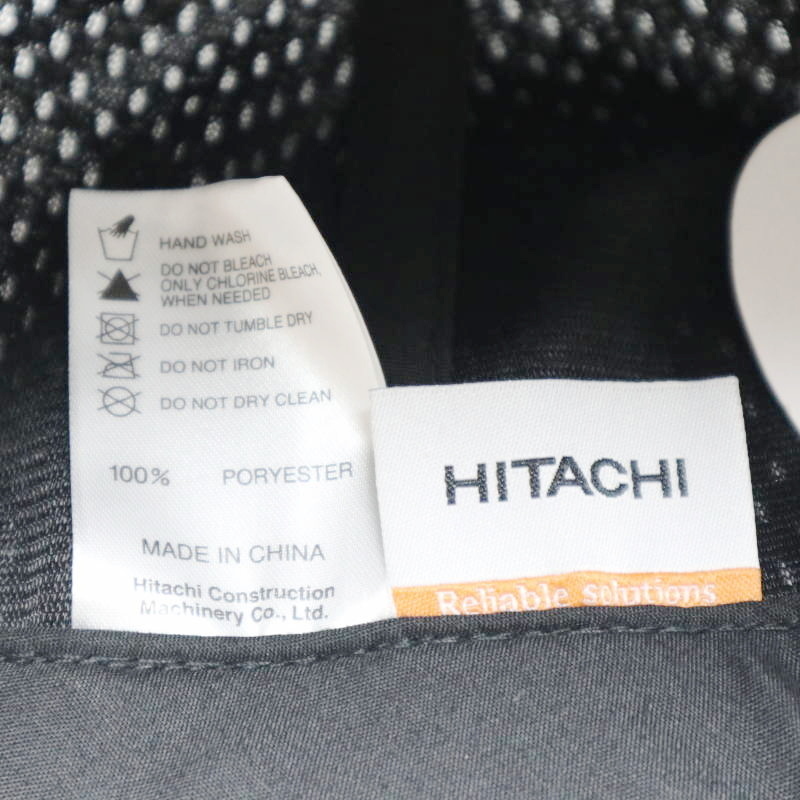 HAND WASH
DO NOT BLEACH
ONLY CHLORINE BLEACH,
WHEN NEEDED
DO NOT TUMBLE DRY
DO NOT IRON
DO NOT DRY CLEAN
100% PORYESTER
MADE IN CHINA
Hitachi Construction
Machinery Co., Ltd.
HITACHI
Reliable solutions